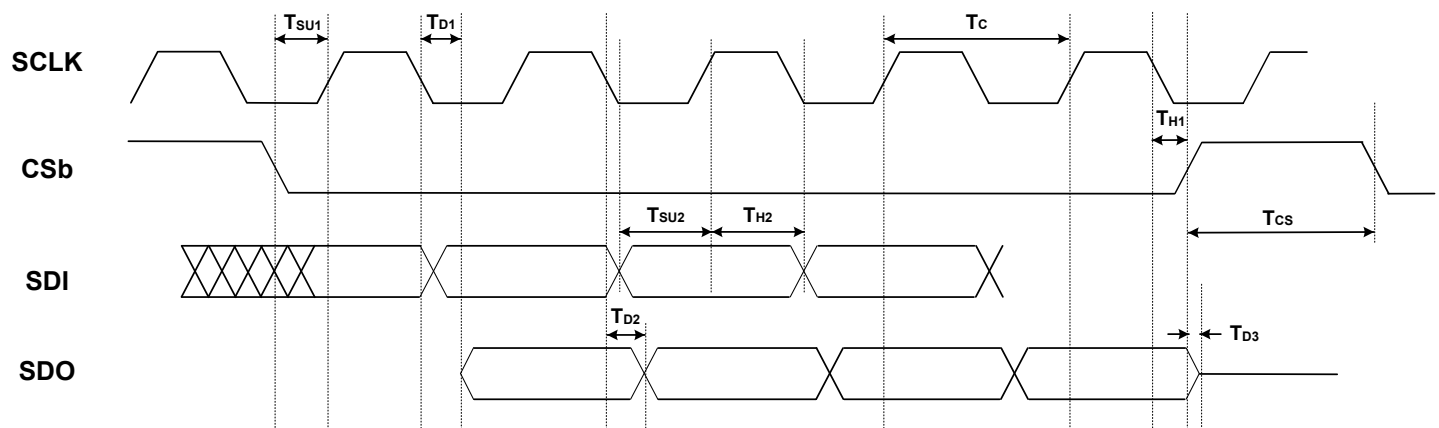 TSU1
TD1
TC
SCLK
TH1
CSb
TSU2
TH2
TCS
SDI
TD2
TD3
SDO